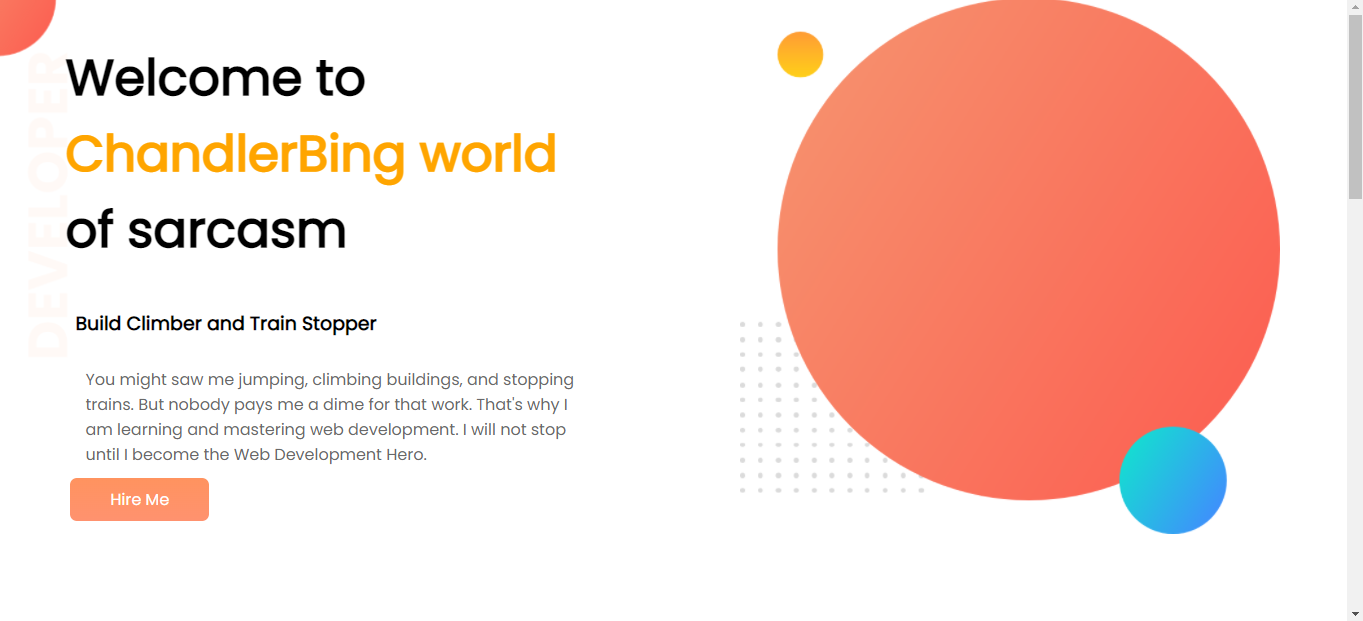 DEVELOPER
Welcome to
ChandlerBing world
of sarcasm
Build Climber and Train Stopper
You might saw me jumping, climbing buildings, and stopping
trains. But nobody pays me a dime for that work. That's why I
am learning and mastering web development. I will not stop
until I become the Web Development Hero.
Hire Me